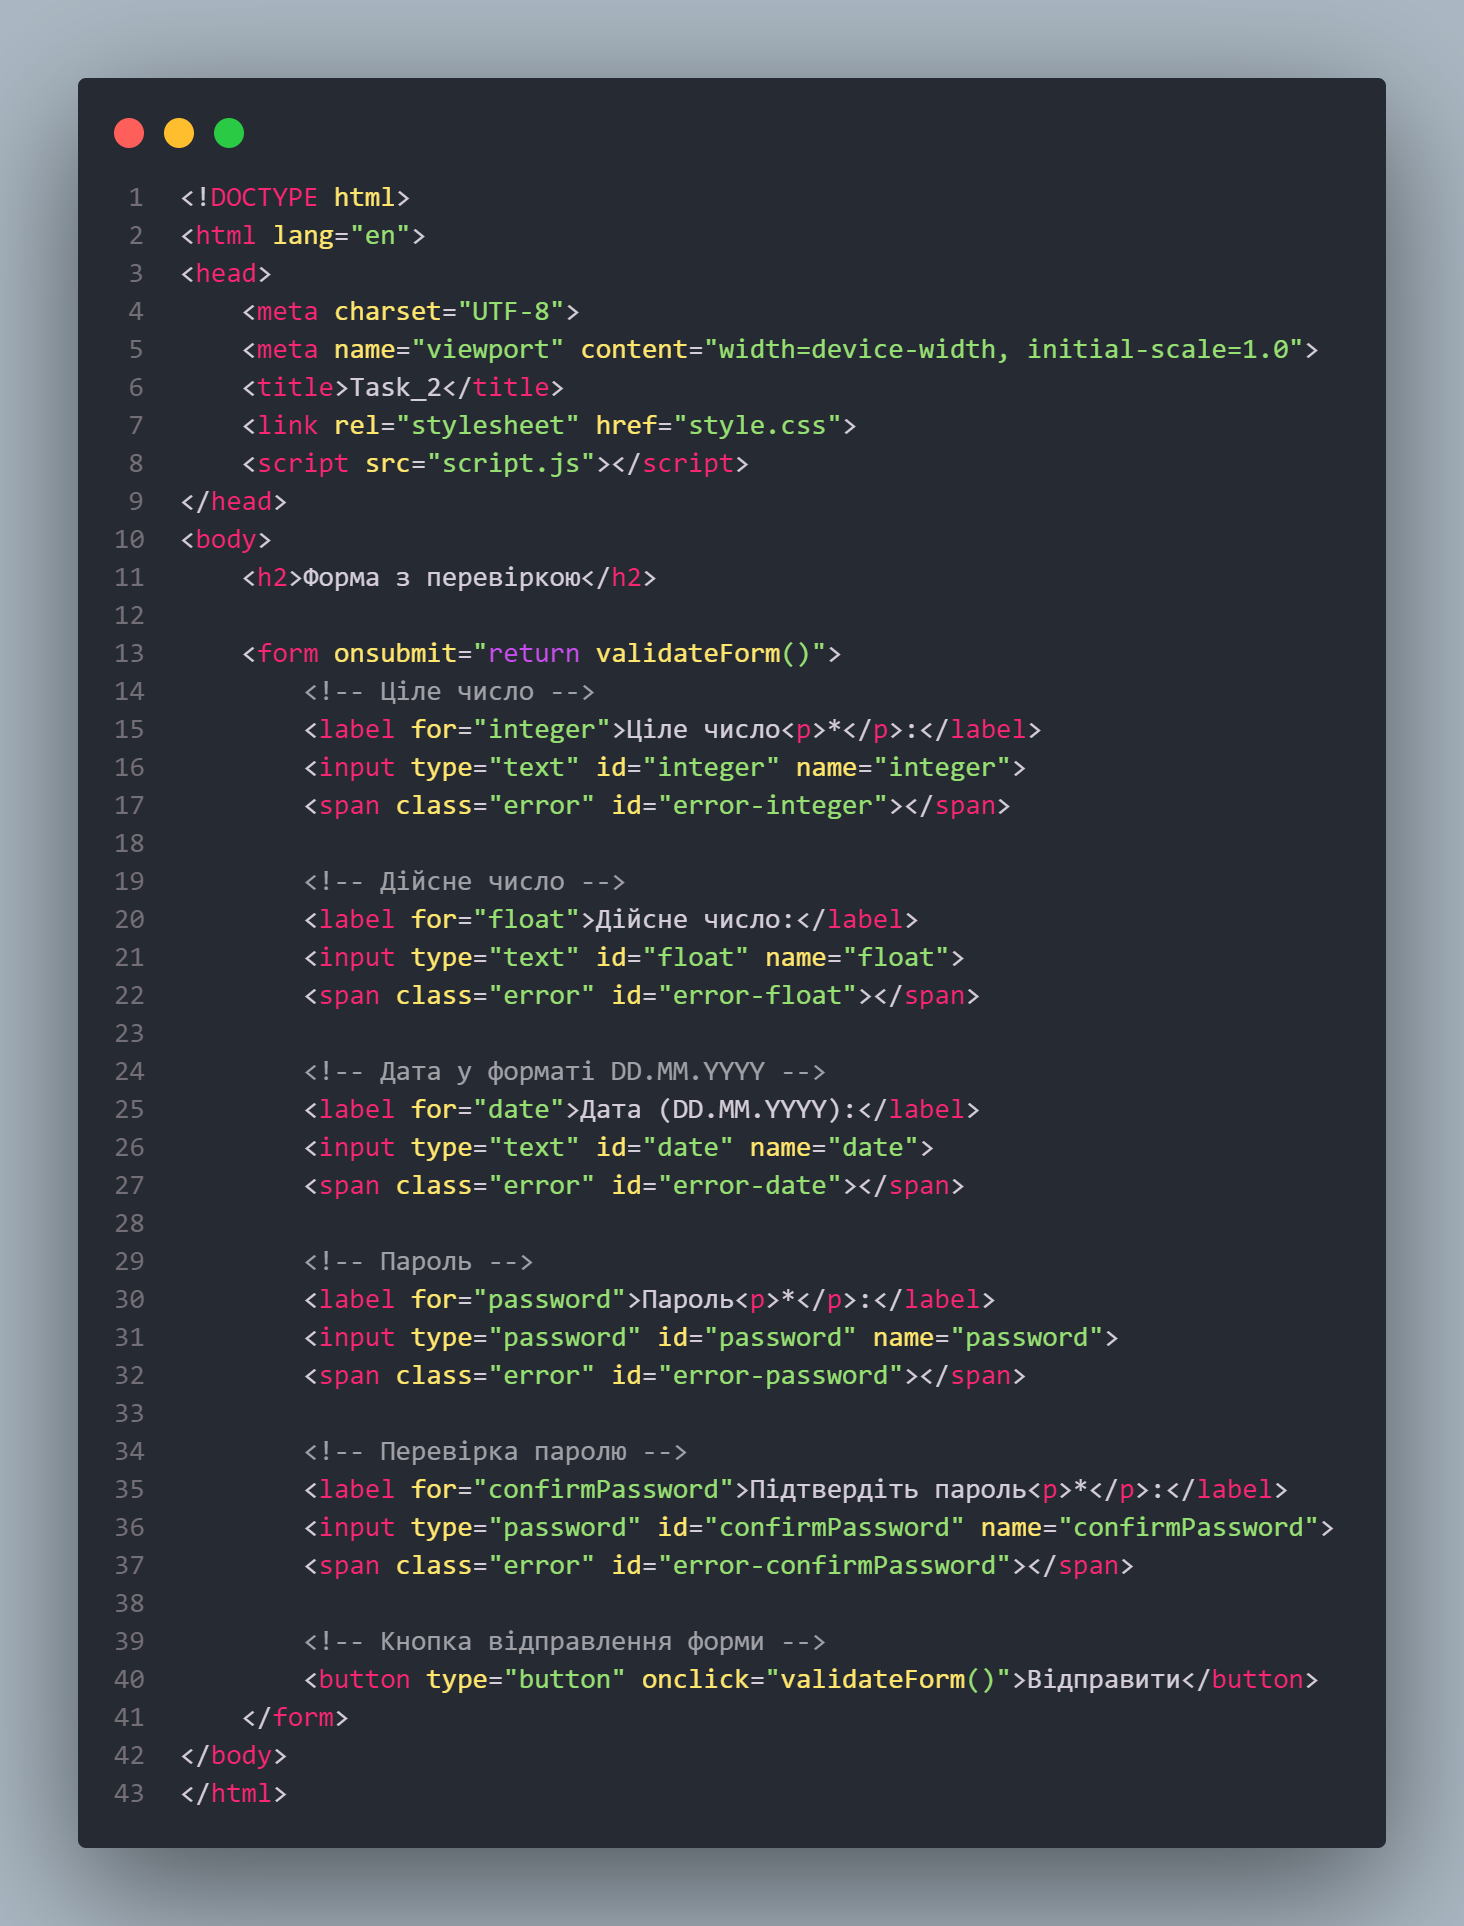 1 <!DOCTYPE html>
2 <html lang="en">
3 <head>
4     <meta charset="UTF-8">
5     <meta name="viewport" content="width=device-width, initial-scale=1.0">
6     <title>Task_2</title>
7     <link rel="stylesheet" href="style.css">
8     <script src="script.js"></script>
9 </head>
10 <body>
11     <h2>Форма з перевіркою</h2>
12
13     <form onsubmit="return validateForm()">
14         <!-- Ціле число -->
15         <label for="integer">Ціле число<p>*</p>:</label>
16         <input type="text" id="integer" name="integer">
17         <span class="error" id="error-integer"></span>
18
19         <!-- Дійсне число -->
20         <label for="float">Дійсне число:</label>
21         <input type="text" id="float" name="float">
22         <span class="error" id="error-float"></span>
23
24         <!-- Дата у форматі DD.MM.YYYY -->
25         <label for="date">Дата (DD.MM.YYYY):</label>
26         <input type="text" id="date" name="date">
27         <span class="error" id="error-date"></span>
28
29         <!-- Пароль -->
30         <label for="password">Пароль<p>*</p>:</label>
31         <input type="password" id="password" name="password">
32         <span class="error" id="error-password"></span>
33
34         <!-- Перевірка паролю -->
35         <label for="confirmPassword">Підтвердіть пароль<p>*</p>:</label>
36         <input type="password" id="confirmPassword" name="confirmPassword">
37         <span class="error" id="error-confirmPassword"></span>
38
39         <!-- Кнопка відправлення форми -->
40         <button type="button" onclick="validateForm()">Відправити</button>
41     </form>
42 </body>
43 </html>